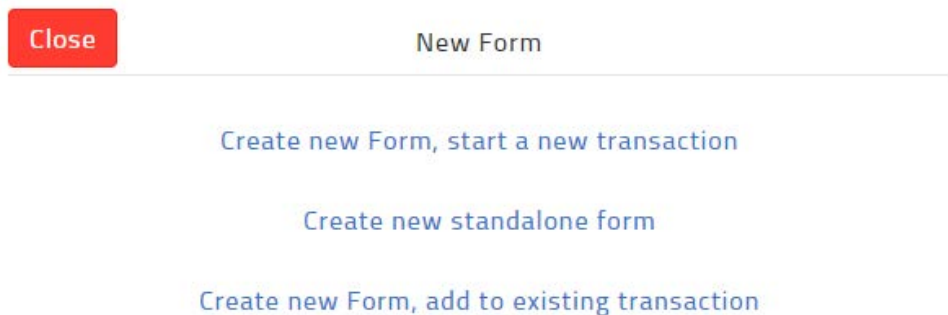 Close
New Form
Create new Form, start a new transaction
Create new standalone form
Create new Form, add to existing transaction